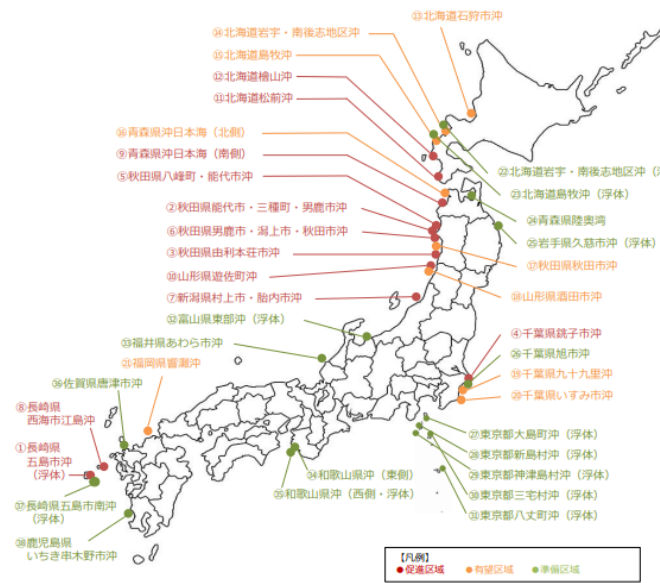 ⑬北海道石狩市沖
⑭北海道岩宇・南後志地区沖
⑮北海道島牧沖
⑫北海道檜山沖
⑪北海道松前沖
⑯青森県沖日本海（北側）
⑨青森県沖日本海（南側）
⑤秋田県八峰町・能代市沖
②秋田県能代市・三種町・男鹿市沖
⑥秋田県男鹿市・潟上市・秋田市沖
③秋田県由利本荘市沖
⑩山形県遊佐町沖
⑦新潟県村上市・胎内市沖
㉜富山県東部沖（浮体）
㉝福井県あわら市沖
㉑福岡県響灘沖
㊱佐賀県唐津市沖
⑧長崎県
西海市江島沖
①長崎県
五島市沖
（浮体）
㊲長崎県五島市南沖
（浮体）
㊳鹿児島県
いちき串木野市沖
㉒北海道岩宇・南後志地区沖（浮
㉓北海道島牧沖（浮体）
㉔青森県陸奥湾
㉕岩手県久慈市沖（浮体）
⑰秋田県秋田市沖
⑱山形県酒田市沖
④千葉県銚子市沖
㉖千葉県旭市沖
⑲千葉県九十九里沖
⑳千葉県いすみ市沖
㉗東京都大島町沖（浮体）
㉘東京都新島村沖（浮体）
㉙東京都神津島村沖（浮体）
㉚東京都三宅村沖（浮体）
㉛東京都八丈町沖（浮体）
㉞和歌山県沖（東側）
㉟和歌山県沖（西側・浮体）
【凡例】
●促進区域 ●有望区域 ●準備区域